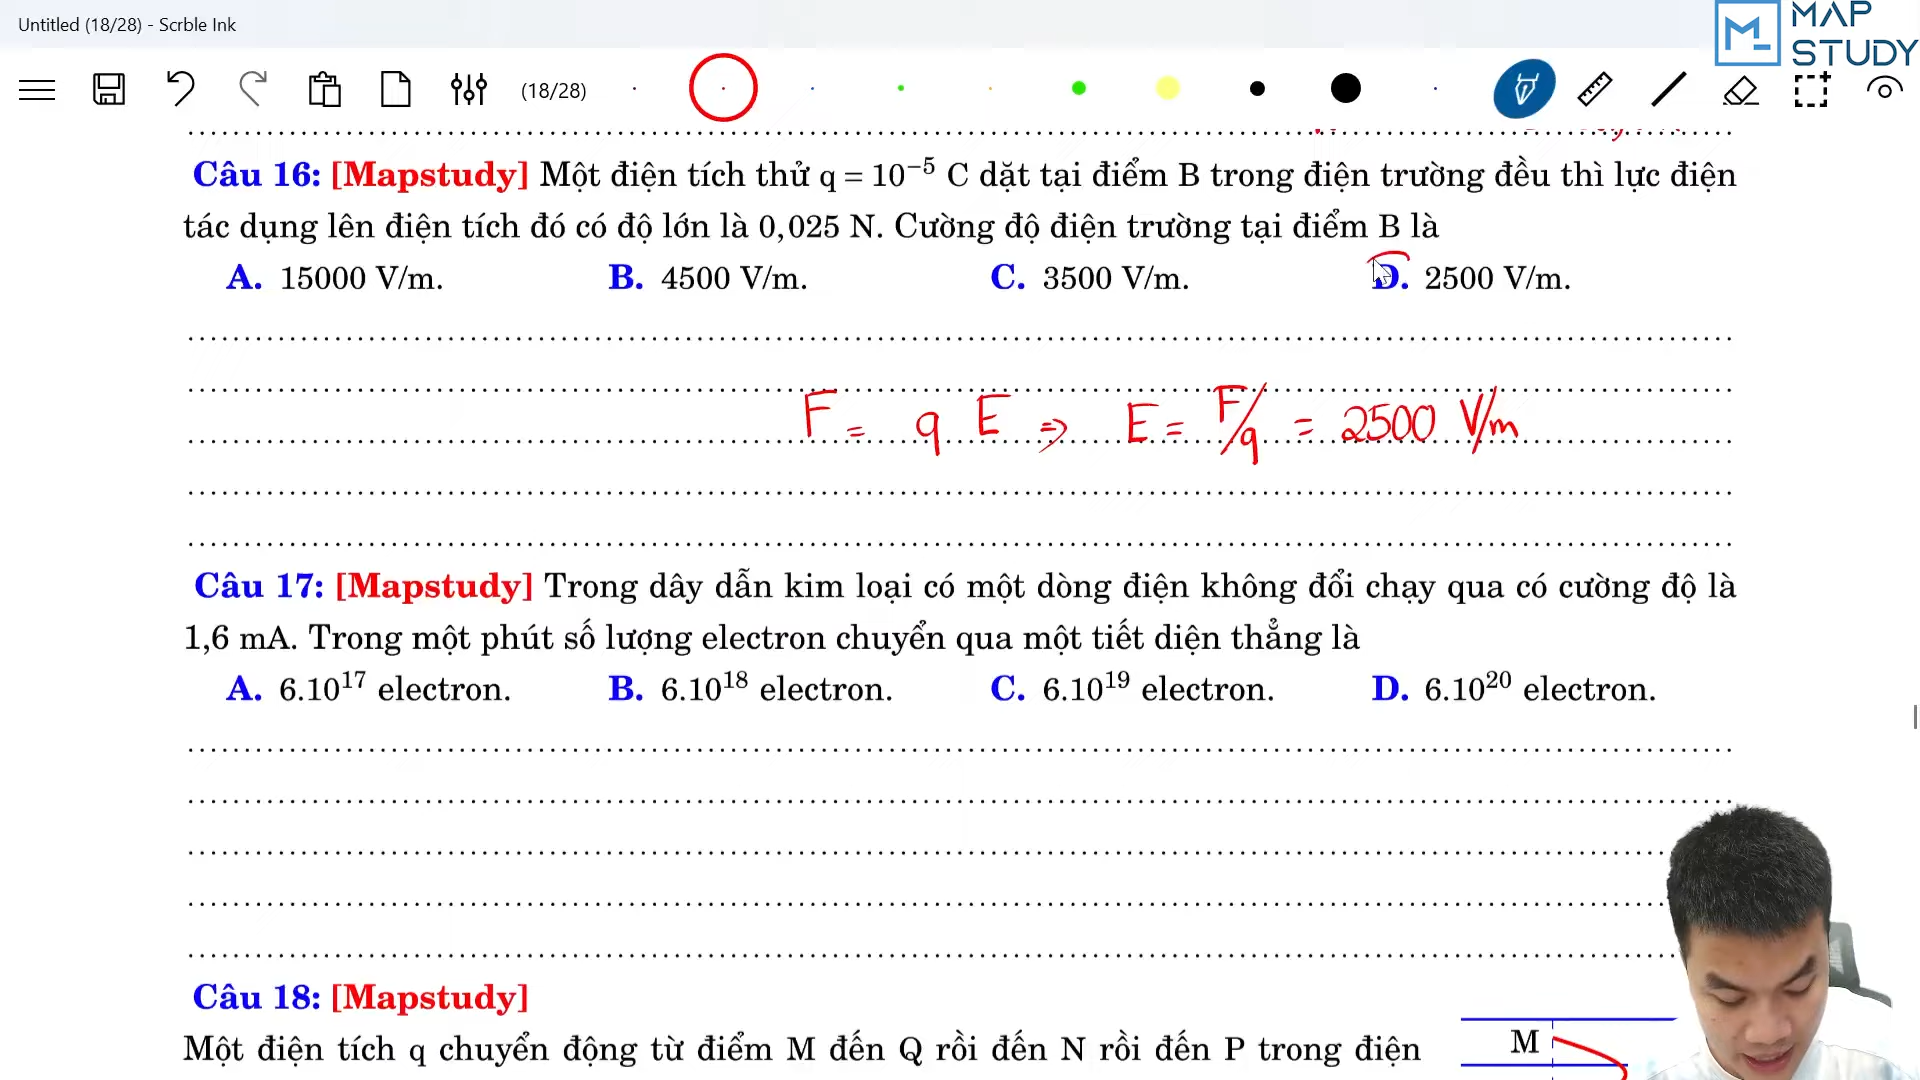 Untitled (18/28) - Scrble Ink
MAP
STUDY
(18/28)
Câu 16: [Mapstudy] Một điện tích thử q = 10⁻⁵ C dặt tại điểm B trong điện trường đều thì lực điện
tác dụng lên điện tích đó có độ lớn là 0,025 N. Cường độ điện trường tại điểm B là
A. 15000 V/m. B. 4500 V/m. C. 3500 V/m. D. 2500 V/m.
F = q E ⇒ E = F/q = 2500 V/m
Câu 17: [Mapstudy] Trong dây dẫn kim loại có một dòng điện không đổi chạy qua có cường độ là
1,6 mA. Trong một phút số lượng electron chuyển qua một tiết diện thẳng là
A. 6.10¹⁷ electron. B. 6.10¹⁸ electron. C. 6.10¹⁹ electron. D. 6.10²⁰ electron.
Câu 18: [Mapstudy]
Một điện tích q chuyển động từ điểm M đến Q rồi đến N rồi đến P trong điện
M